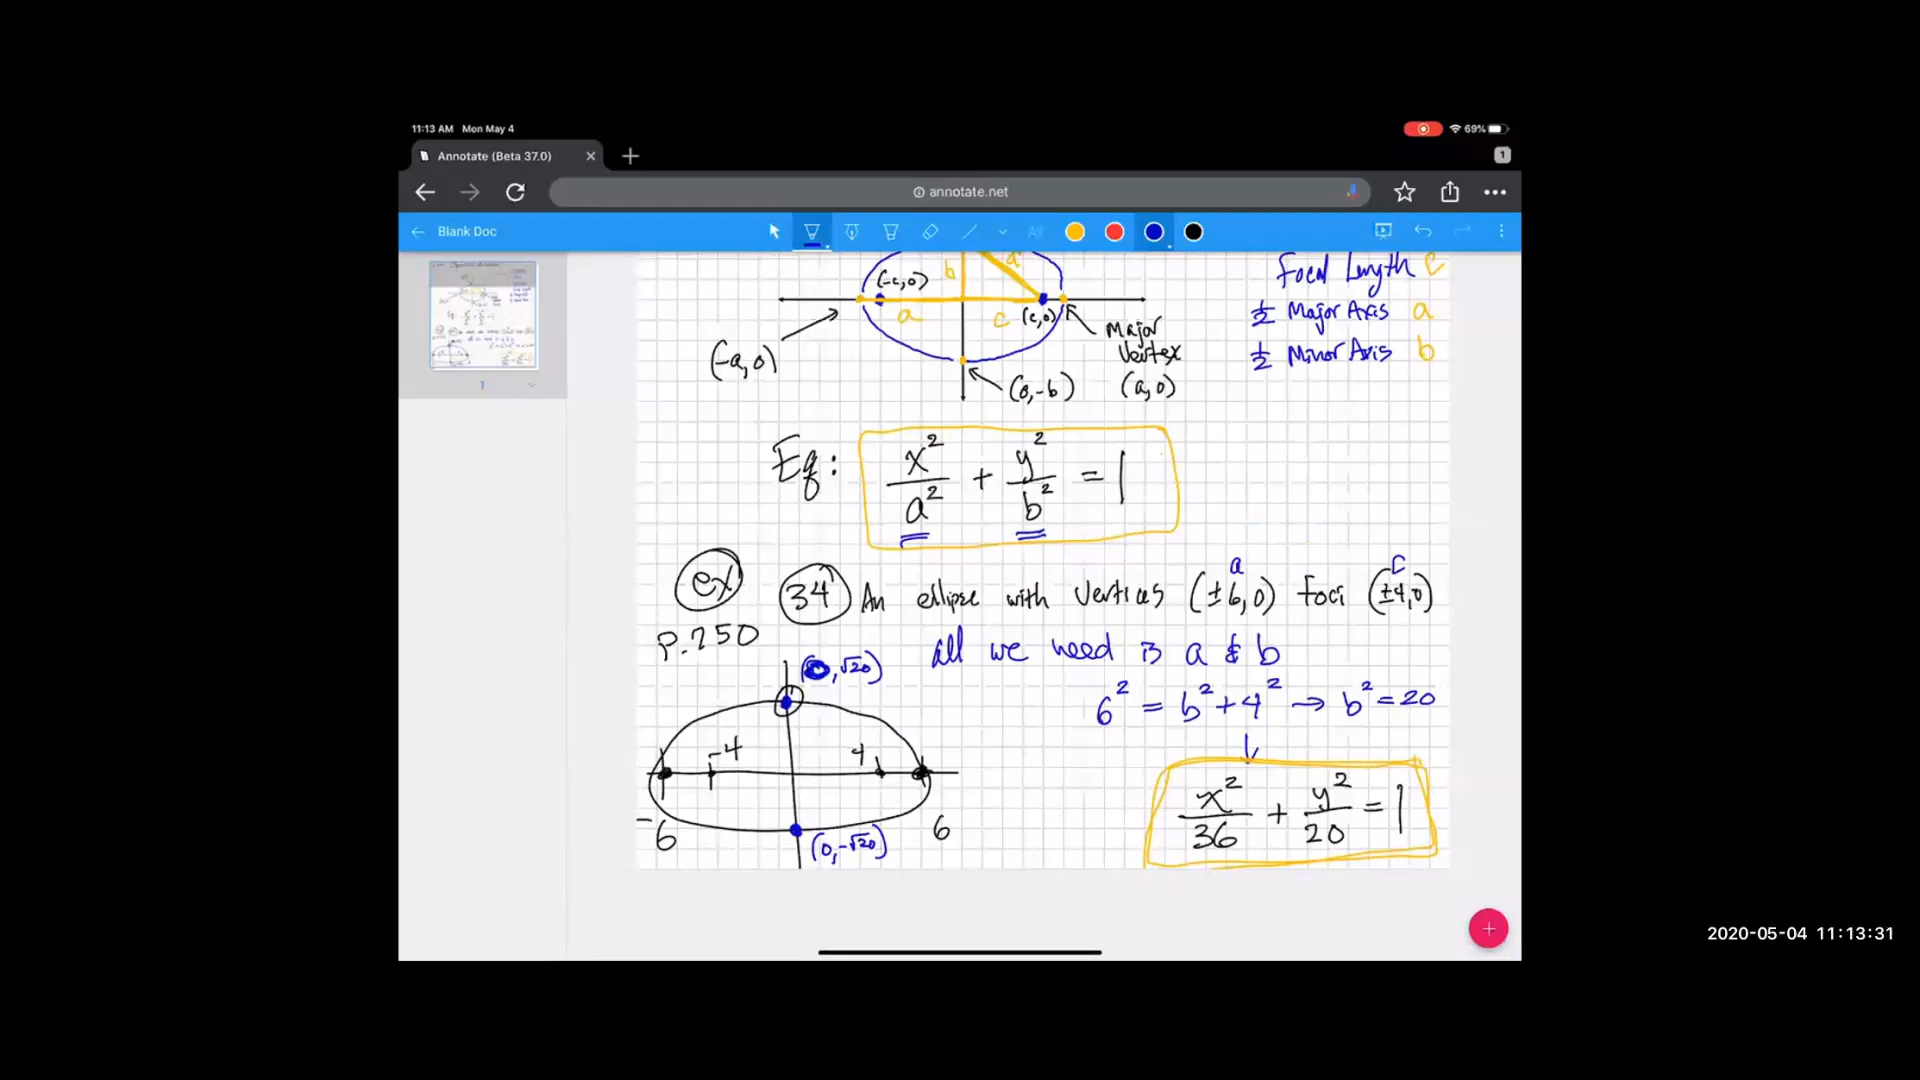 11:13 AM Mon May 4
69%
Annotate (Beta 37.0)
1
annotate.net
Blank Doc
1
b
a
(-c,0)
a
c
(c,0)
(-a,0)
(0,-b)
Major
Vertex
(a,0)
Focal Length c
½ Major Axis a
½ Minor Axis b
Eq: x²/a² + y²/b² = 1
ex
P.250
34 An ellipse with vertices (±6,0) Foci (±4,0)
a
c
all we need is a & b
6² = b² + 4² → b² = 20
x²/36 + y²/20 = 1
(0,√20)
-4
4
-6
6
(0,-√20)
2020-05-04 11:13:31